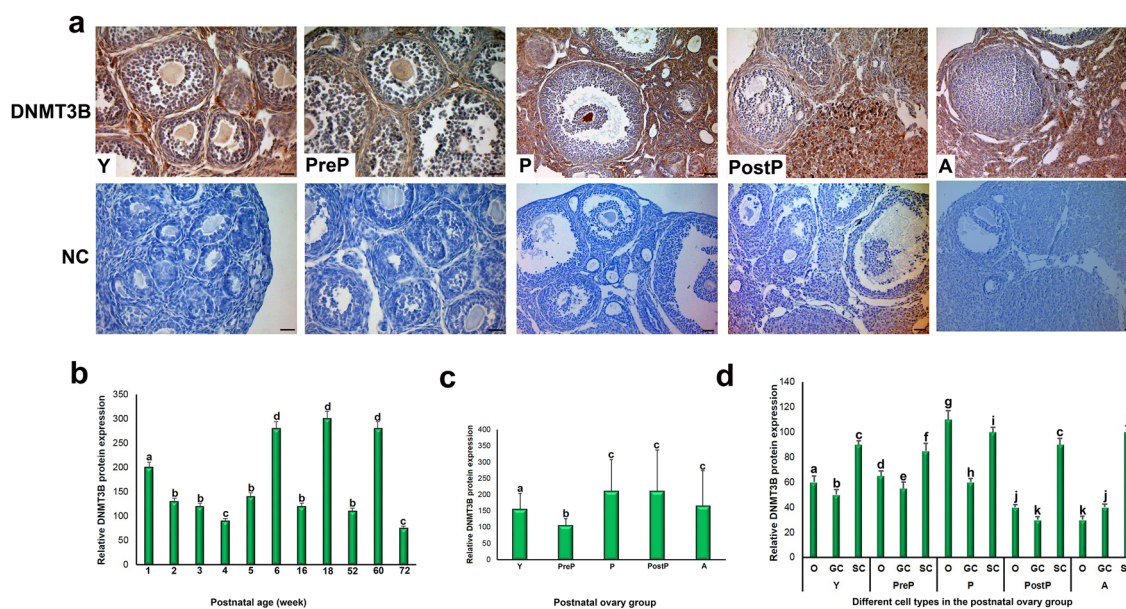 a
DNMT3B
Y
PreP
P
PostP
A
NC
b
Relative DNMT3B protein expression
350
300
250
200
150
100
50
0
a
b
b
c
b
d
b
d
b
d
c
1 2 3 4 5 6 16 18 52 60 72
Postnatal age (week)
c
Relative DNMT3B protein expression
400
350
300
250
200
150
100
50
0
a
b
c
c
c
Y PreP P PostP A
Postnatal ovary group
d
Relative DNMT3B protein expression
140
120
100
80
60
40
20
0
a
b
c
d
e
f
g
h
i
j
k
c
k
j
O GC SC O GC SC O GC SC O GC SC O GC
Y PreP P PostP A
Different cell types in the postnatal ovary group